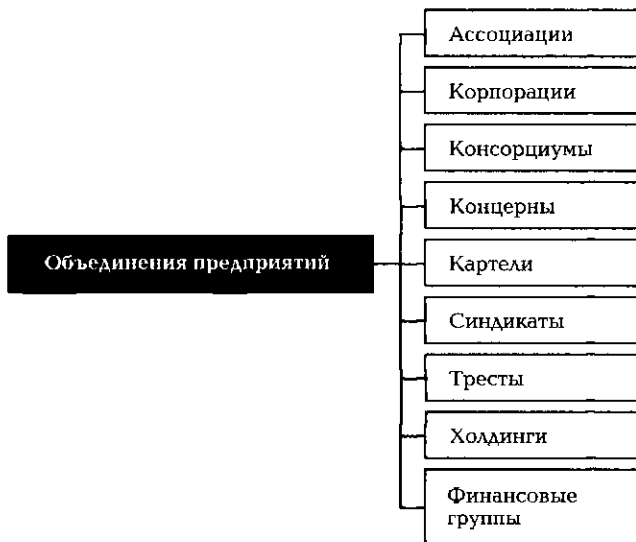 Ассоциации
Корпорации
Консорциумы
Концерны
Объединения предприятий
Картели
Синдикаты
Тресты
Холдинги
Финансовые
группы